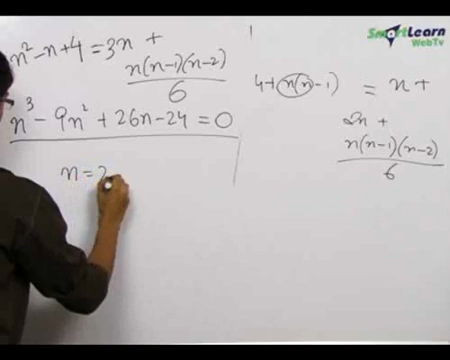 n² - n + 4 = 3n +
n(n-1)(n-2)
6
n³ - 9n² + 26n - 24 = 0
n = 2
4 + n(n-1) = n +
2n +
n(n-1)(n-2)
6
SmartLearn
WebTv